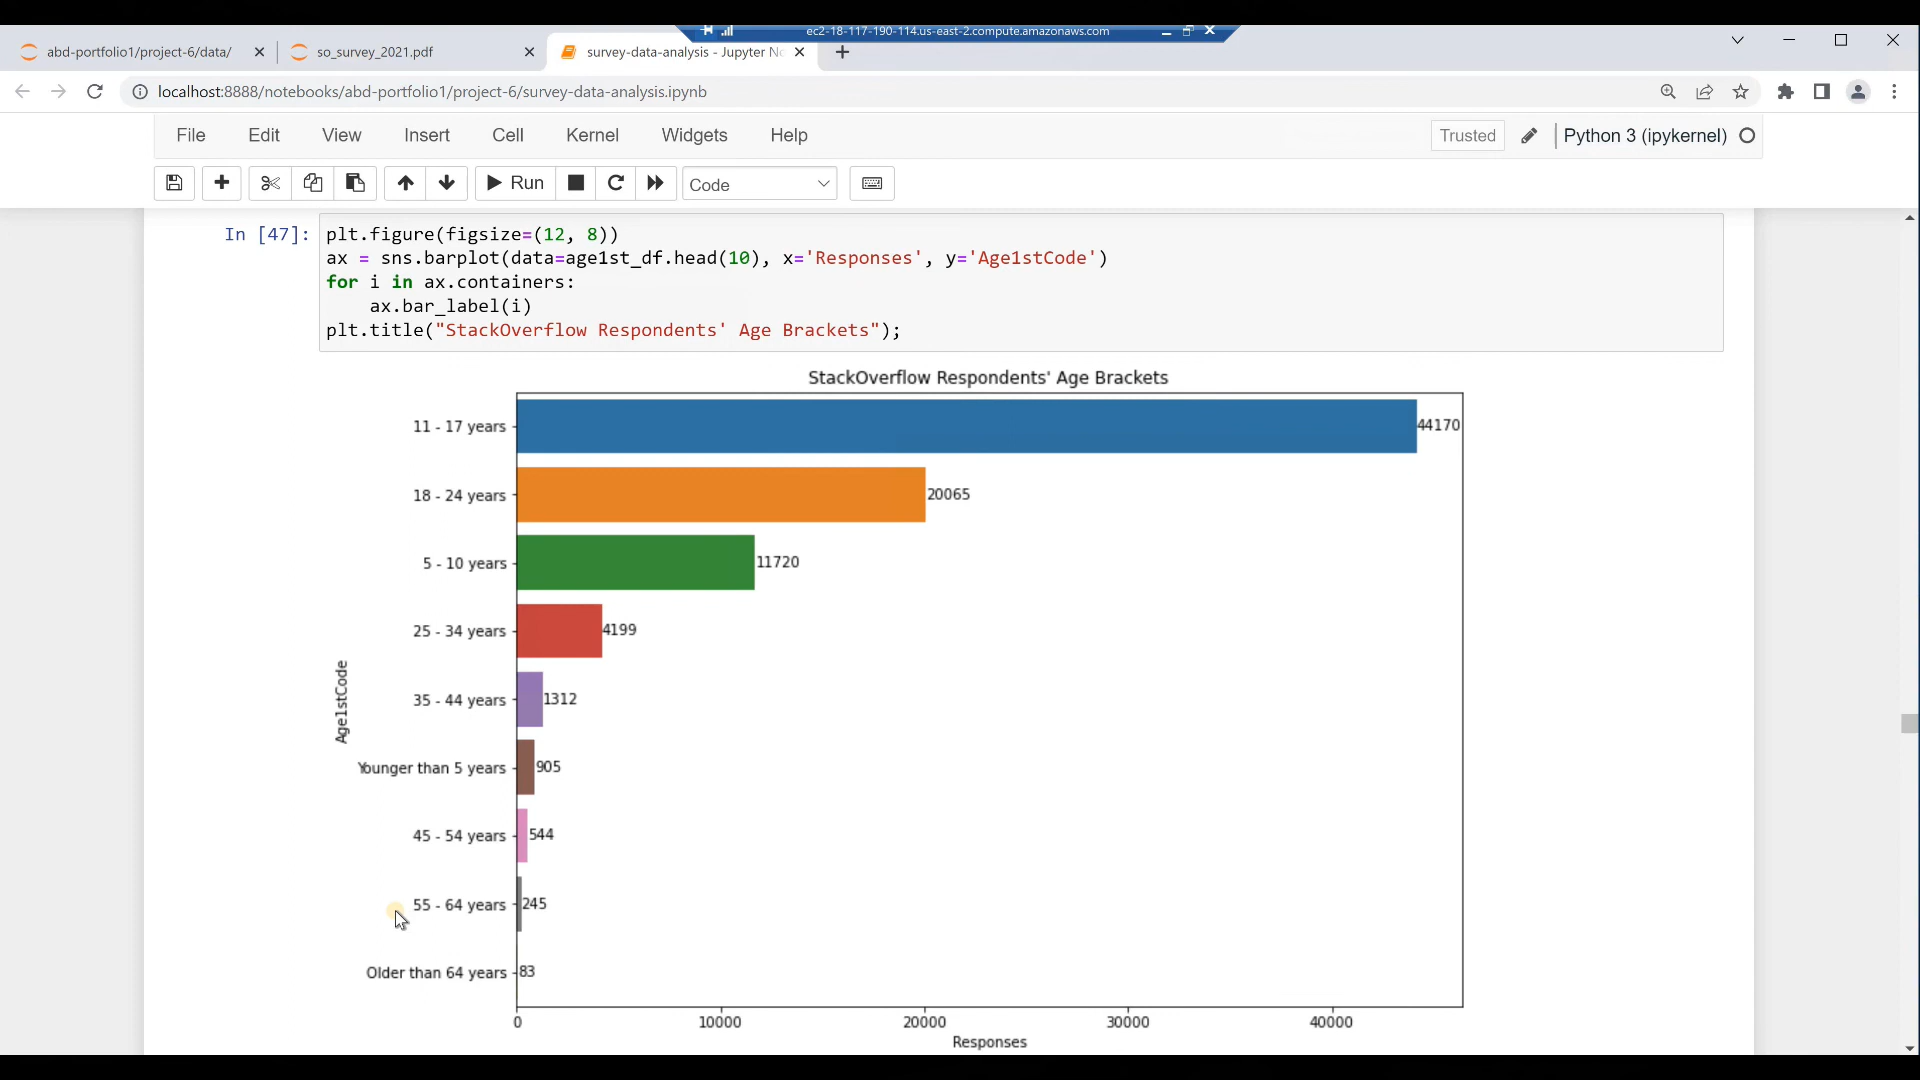 ec2-18-117-190-114.us-east-2.compute.amazonaws.com
abd-portfolio1/project-6/data/
so_survey_2021.pdf
survey-data-analysis - Jupyter No
localhost:8888/notebooks/abd-portfolio1/project-6/survey-data-analysis.ipynb
File Edit View Insert Cell Kernel Widgets Help
Trusted
Python 3 (ipykernel)
Run
Code
In [47]:
plt.figure(figsize=(12, 8))
ax = sns.barplot(data=age1st_df.head(10), x='Responses', y='Age1stCode')
for i in ax.containers:
ax.bar_label(i)
plt.title("StackOverflow Respondents' Age Brackets");
StackOverflow Respondents' Age Brackets
11 - 17 years 44170
18 - 24 years 20065
5 - 10 years 11720
25 - 34 years 4199
35 - 44 years 1312
Younger than 5 years 905
45 - 54 years 544
55 - 64 years 245
Older than 64 years 83
Age1stCode
0 10000 20000 30000 40000
Responses